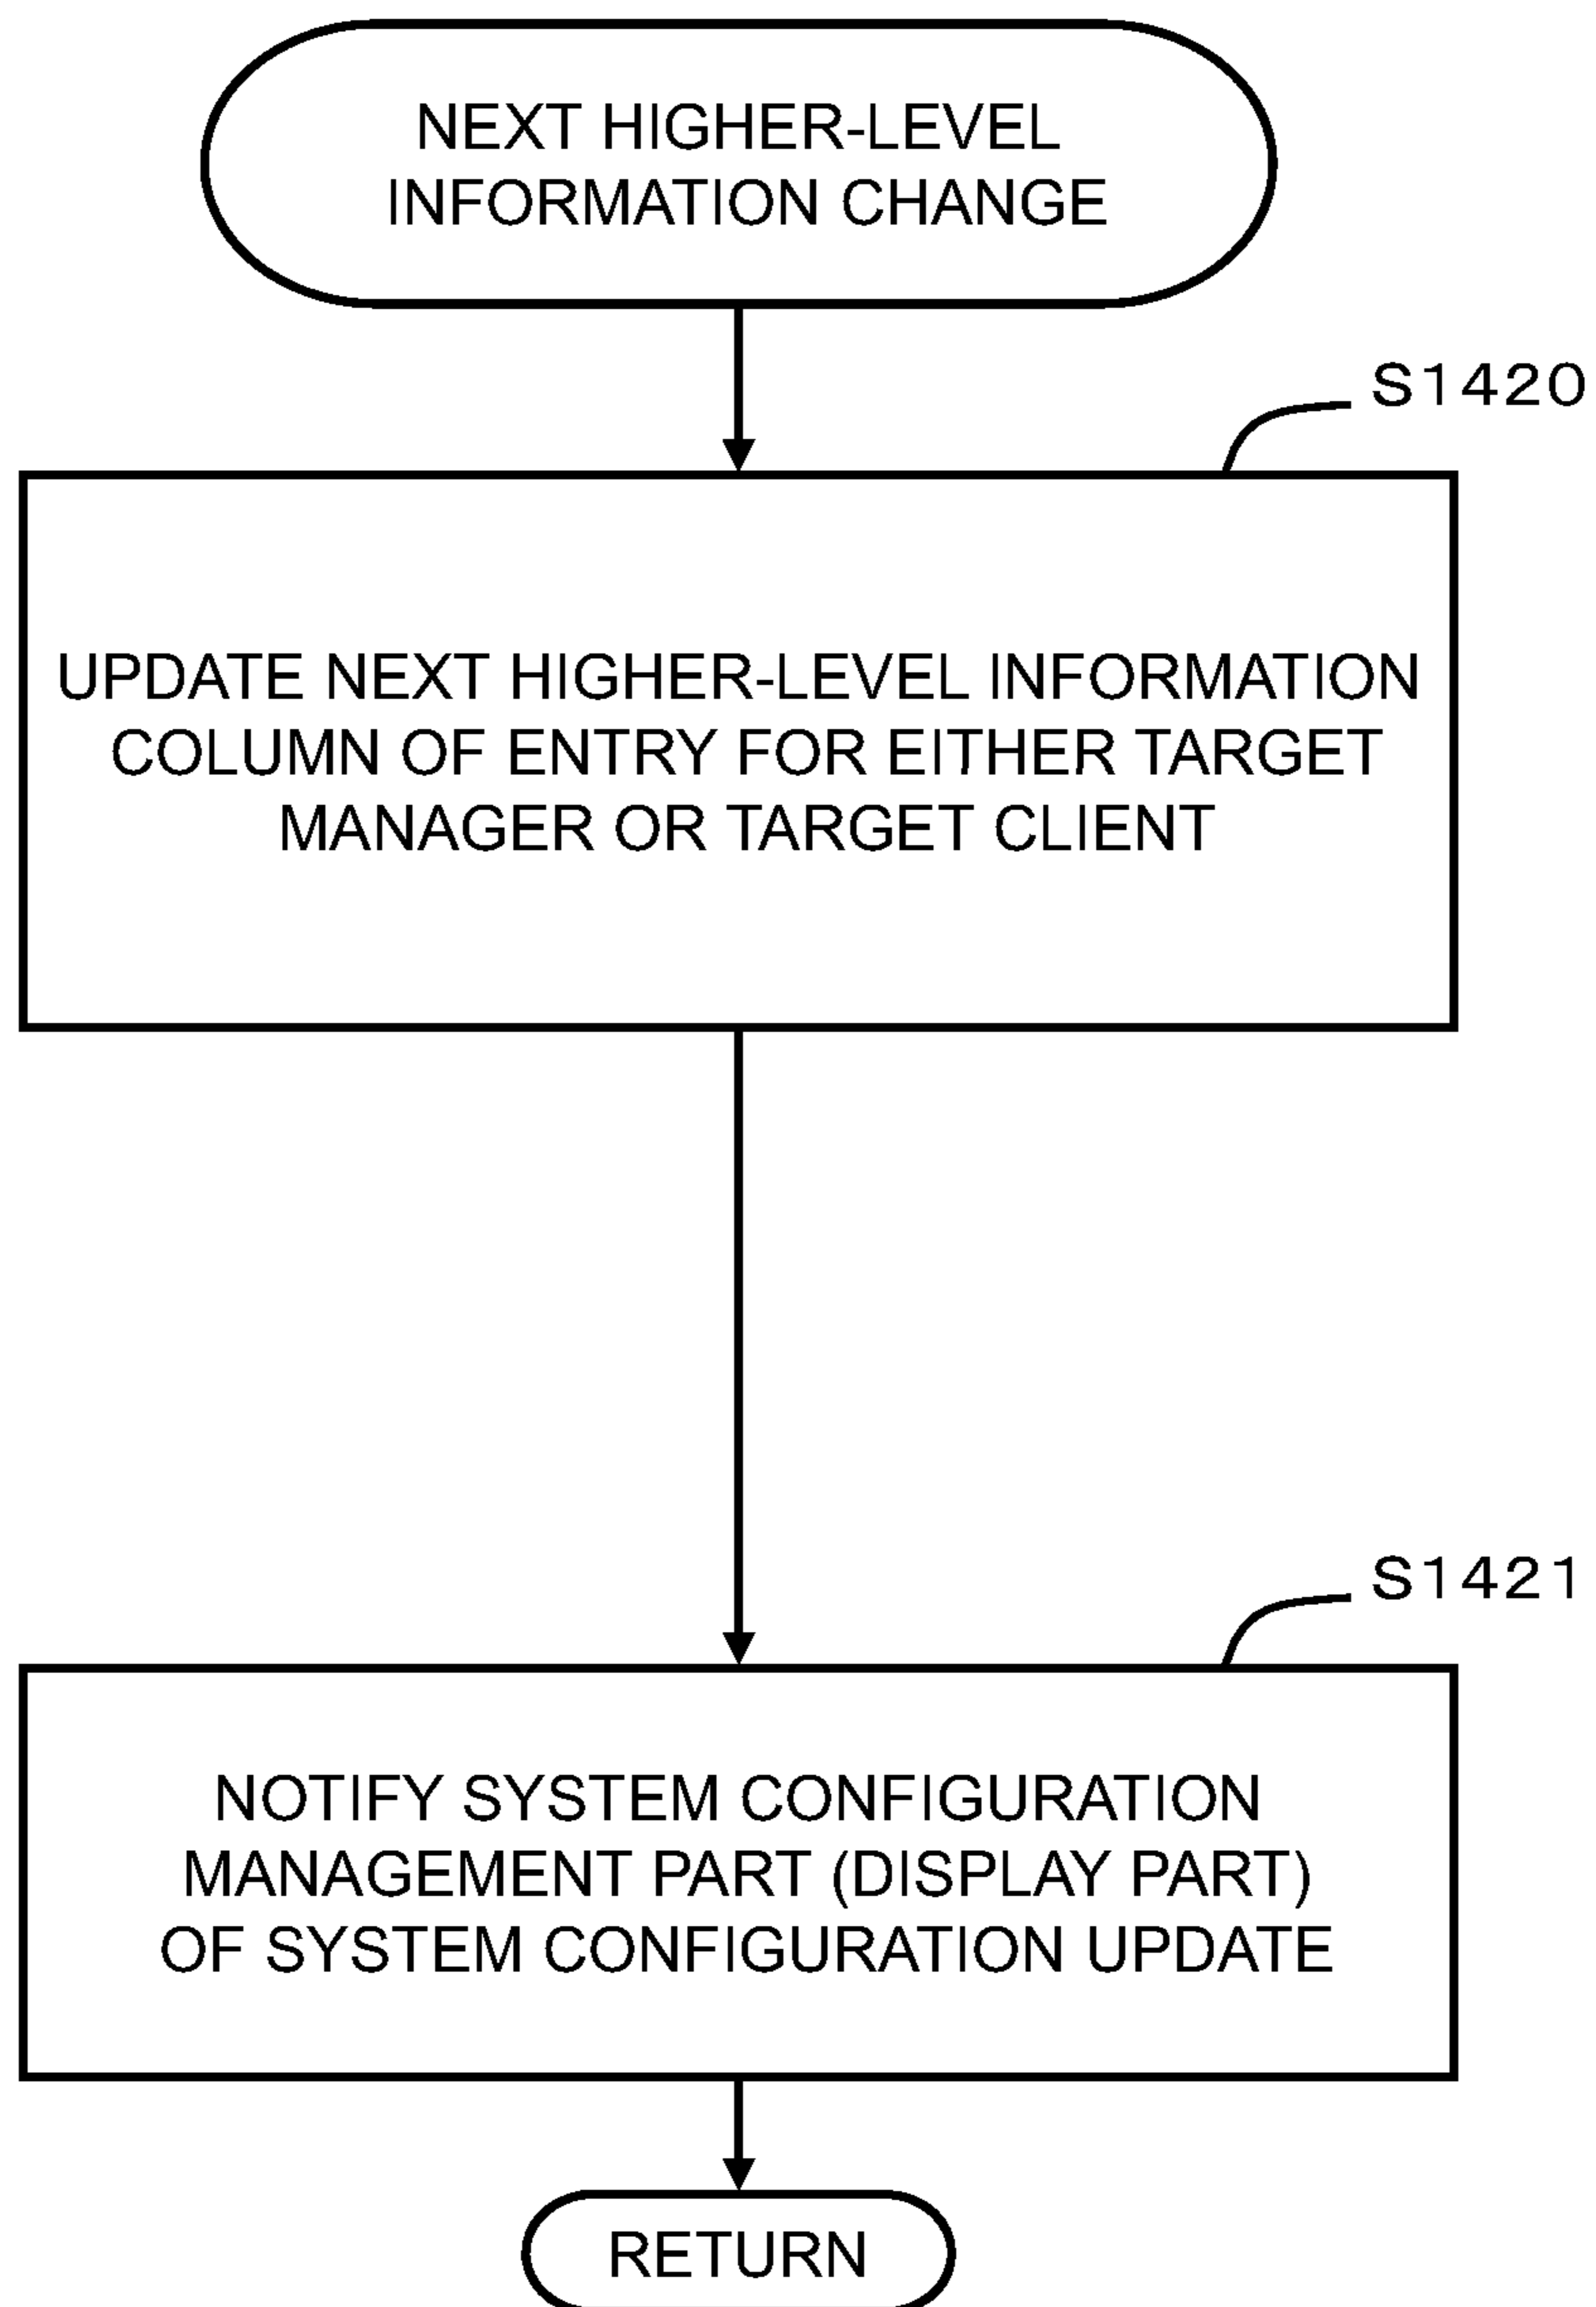 NEXT HIGHER-LEVEL
INFORMATION CHANGE
S1420
UPDATE NEXT HIGHER-LEVEL INFORMATION
COLUMN OF ENTRY FOR EITHER TARGET
MANAGER OR TARGET CLIENT
S1421
NOTIFY SYSTEM CONFIGURATION
MANAGEMENT PART (DISPLAY PART)
OF SYSTEM CONFIGURATION UPDATE
RETURN